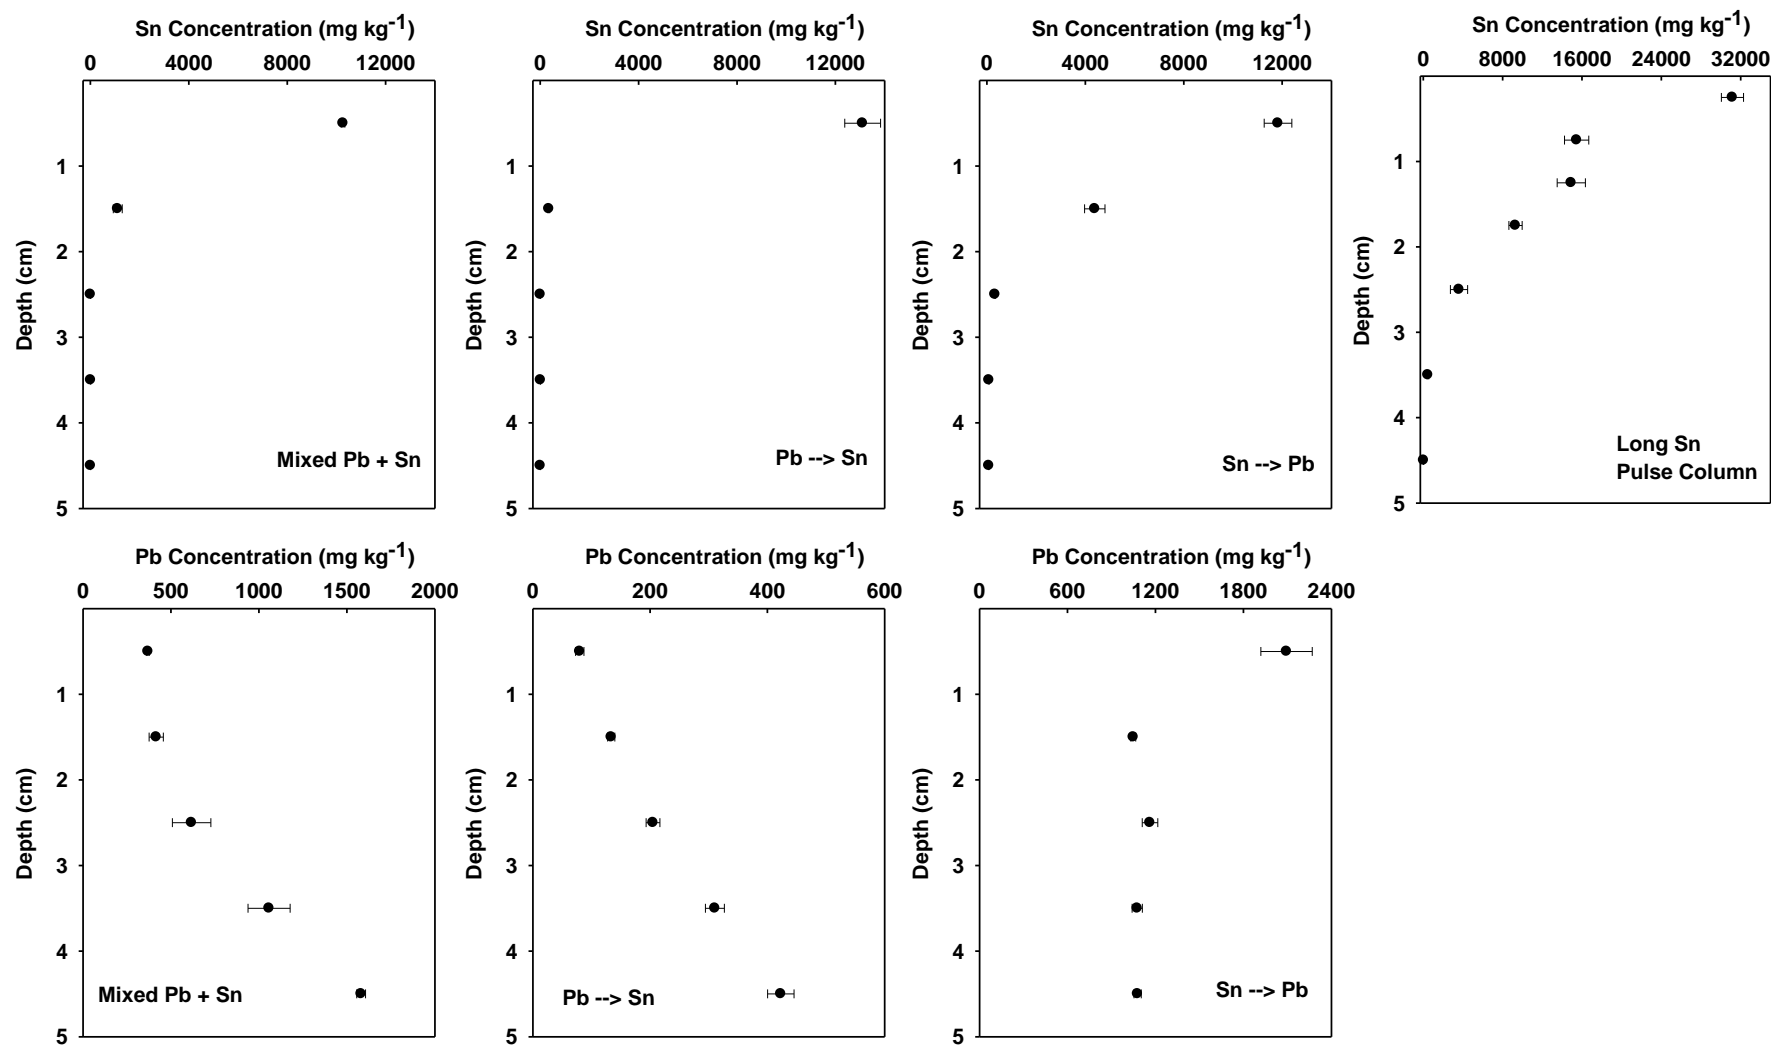 Sn Concentration (mg kg-1)
0 4000 8000 12000
Depth (cm)
1
2
3
4
5
Mixed Pb + Sn
Sn Concentration (mg kg-1)
0 4000 8000 12000
Depth (cm)
1
2
3
4
5
Pb --> Sn
Sn Concentration (mg kg-1)
0 4000 8000 12000
Depth (cm)
1
2
3
4
5
Sn --> Pb
Sn Concentration (mg kg-1)
0 8000 16000 24000 32000
Depth (cm)
1
2
3
4
5
Long Sn
Pulse Column
Pb Concentration (mg kg-1)
0 500 1000 1500 2000
Depth (cm)
1
2
3
4
5
Mixed Pb + Sn
Pb Concentration (mg kg-1)
0 200 400 600
Depth (cm)
1
2
3
4
5
Pb --> Sn
Pb Concentration (mg kg-1)
0 600 1200 1800 2400
Depth (cm)
1
2
3
4
5
Sn --> Pb